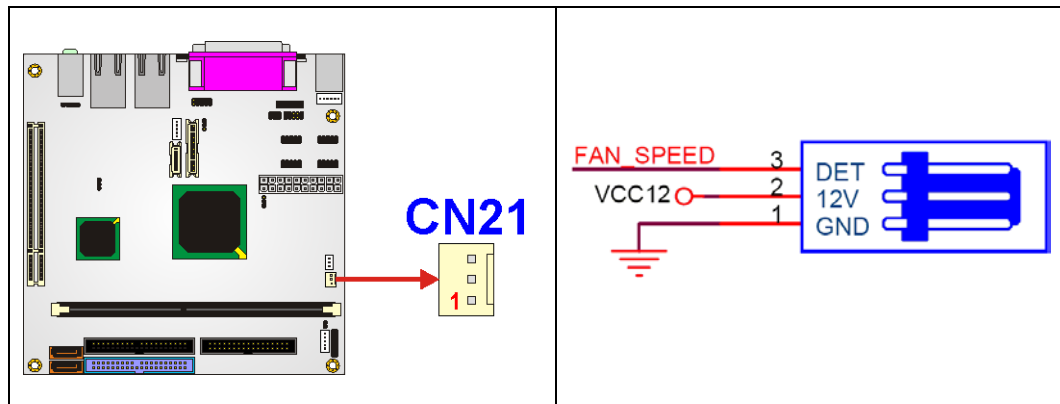 CN21
1
FAN_SPEED
3
DET
VCC12
2
12V
1
GND